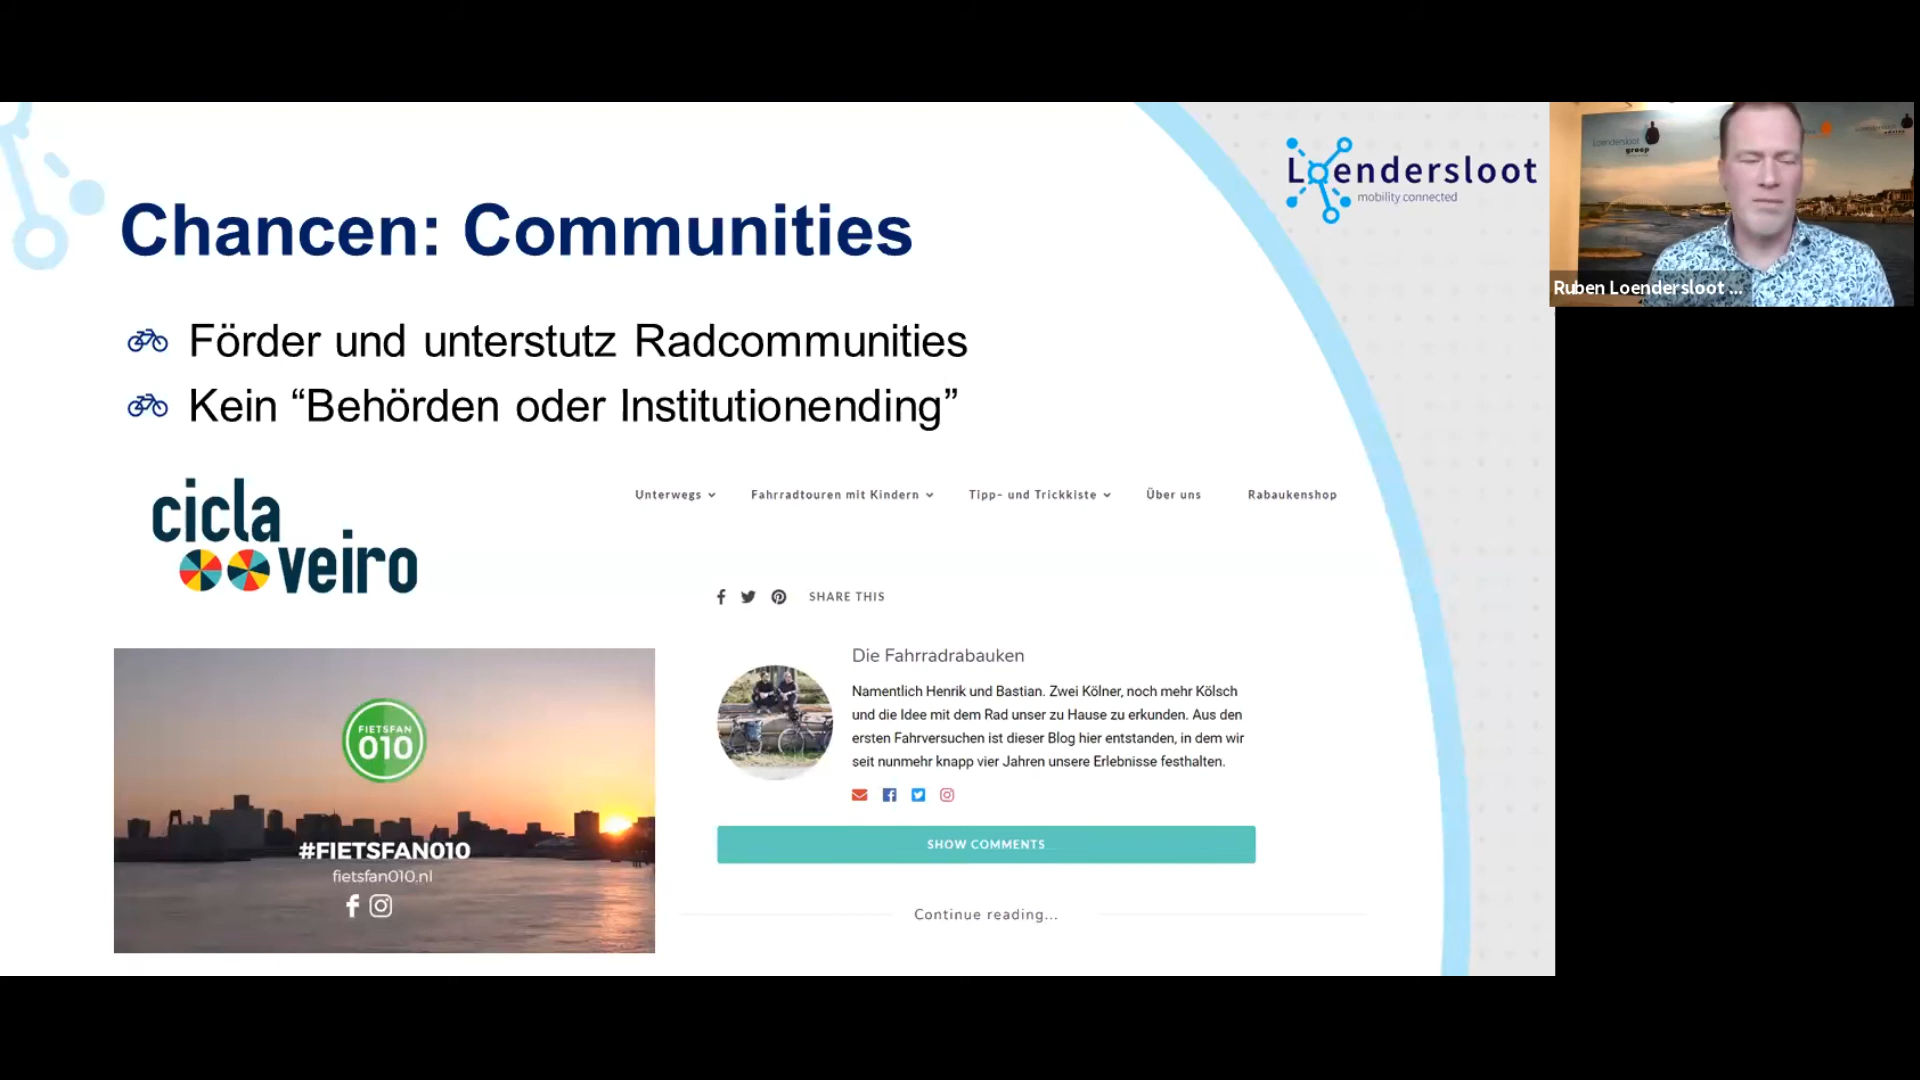 Chancen: Communities
Loendersloot
mobility connected
Loendersloot
groep
Ruben Loendersloot ...
Förder und unterstutz Radcommunities
Kein “Behörden oder Institutionending”
cicla
veiro
Unterwegs Fahrradtouren mit Kindern Tipp- und Trickkiste Über uns Rabaukenshop
SHARE THIS
Die Fahrradrabauken
Namentlich Henrik und Bastian. Zwei Kölner, noch mehr Kölsch
und die Idee mit dem Rad unser zu Hause zu erkunden. Aus den
ersten Fahrversuchen ist dieser Blog hier entstanden, in dem wir
seit nunmehr knapp vier Jahren unsere Erlebnisse festhalten.
SHOW COMMENTS
Continue reading...
FIETSFAN
010
#FIETSFAN010
fietsfan010.nl